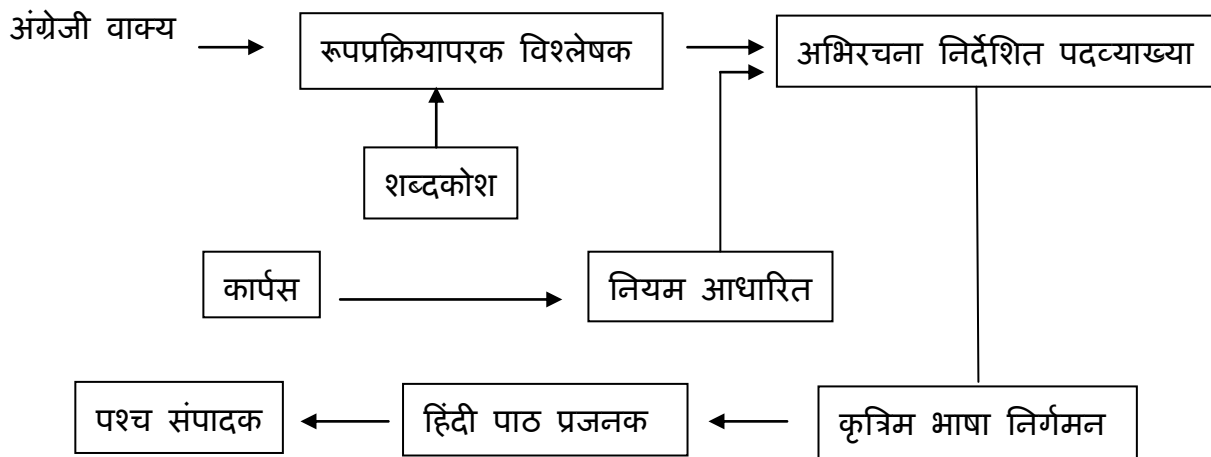 अंग्रेजी वाक्य
रूपप्रक्रियापरक विश्लेषक
अभिरचना निर्देशित पदव्याख्या
शब्दकोश
कार्पस
नियम आधारित
पश्च संपादक
हिंदी पाठ प्रजनक
कृत्रिम भाषा निर्गमन